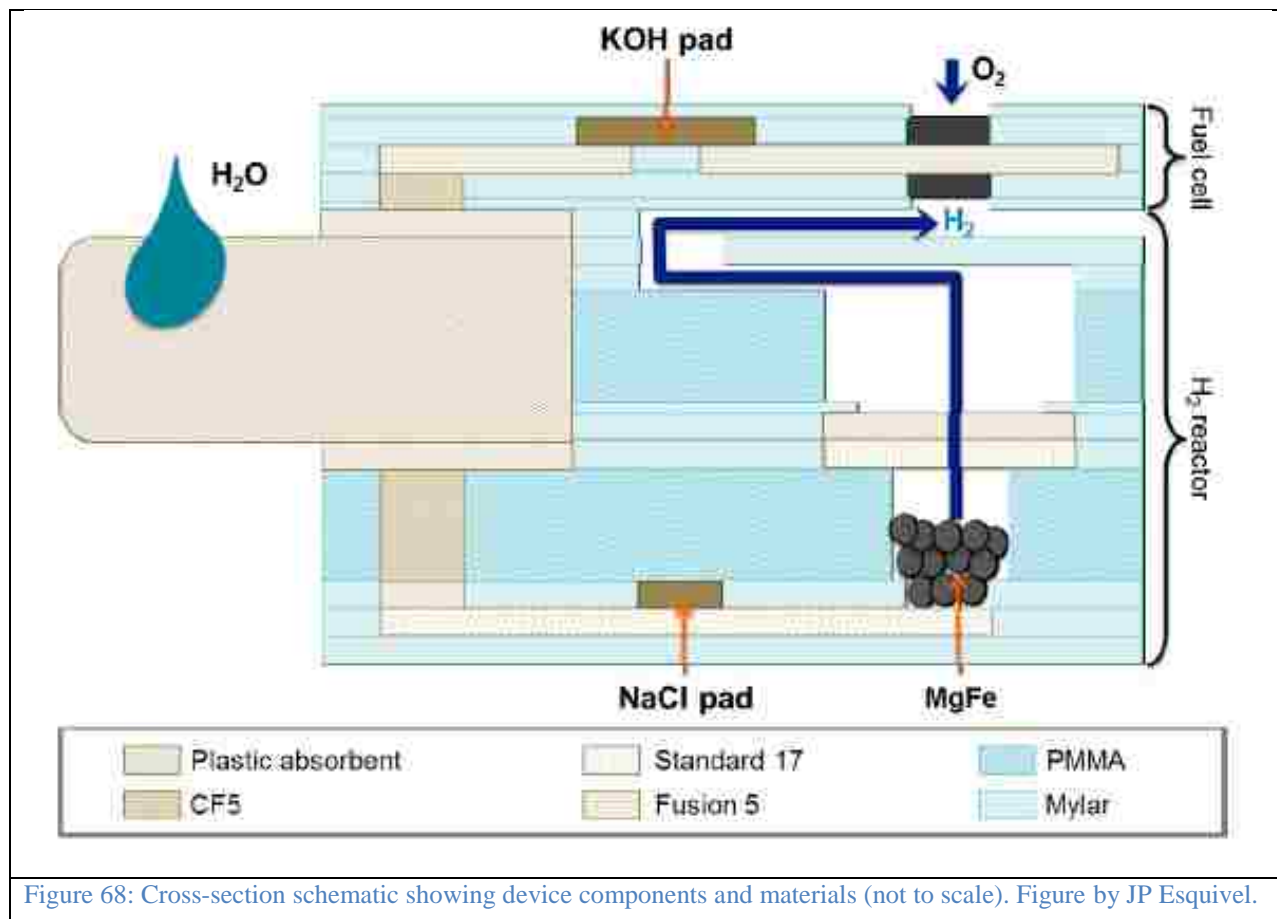 KOH pad
O₂
Fuel cell
H₂O
H₂
H₂ reactor
NaCl pad
MgFe
Plastic absorbent
Standard 17
PMMA
CF5
Fusion 5
Mylar
Figure 68: Cross-section schematic showing device components and materials (not to scale). Figure by JP Esquivel.